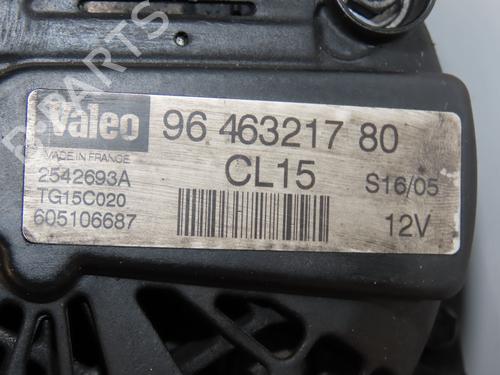 Valeo
96 463217 80
MADE IN FRANCE
CL15
2542693A
S16/05
TG15C020
605106687
12V